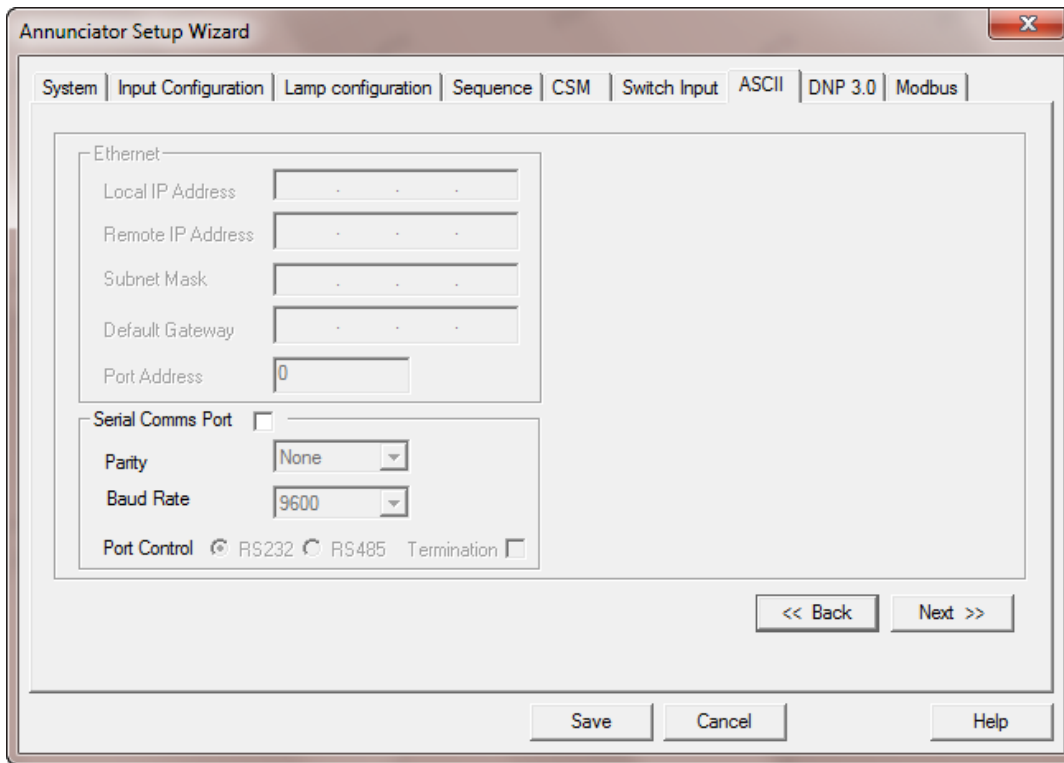 Annunciator Setup Wizard
System Input Configuration Lamp configuration Sequence CSM Switch Input ASCII DNP 3.0 Modbus
Ethernet
Local IP Address . . .
Remote IP Address . . .
Subnet Mask . . .
Default Gateway . . .
Port Address 0
Serial Comms Port
Parity None
Baud Rate 9600
Port Control RS232 RS485 Termination
<< Back Next >>
Save Cancel Help